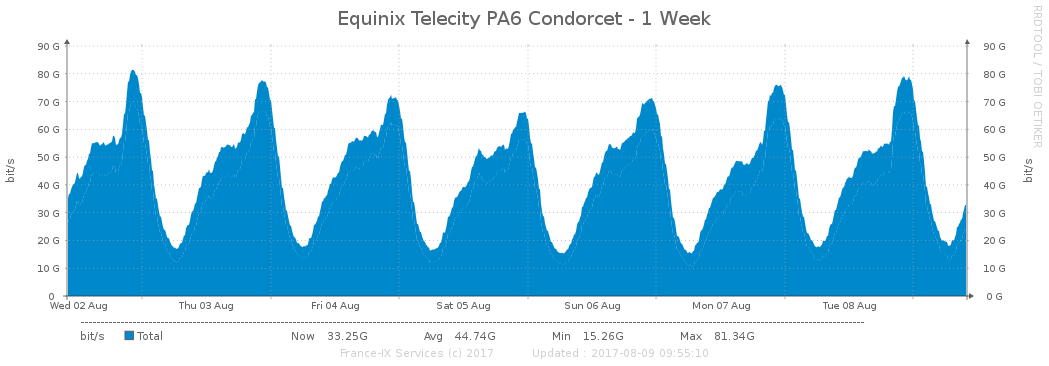 Equinix Telecity PA6 Condorcet - 1 Week
RRDTOOL / TOBI OETIKER
bit/s
90 G
80 G
70 G
60 G
50 G
40 G
30 G
20 G
10 G
0
90 G
80 G
70 G
60 G
50 G
40 G
30 G
20 G
10 G
0 G
bit/s
Wed 02 Aug Thu 03 Aug Fri 04 Aug Sat 05 Aug Sun 06 Aug Mon 07 Aug Tue 08 Aug
bit/s Total Now 33.25G Avg 44.74G Min 15.26G Max 81.34G
France-IX Services (c) 2017 Updated : 2017-08-09 09:55:10